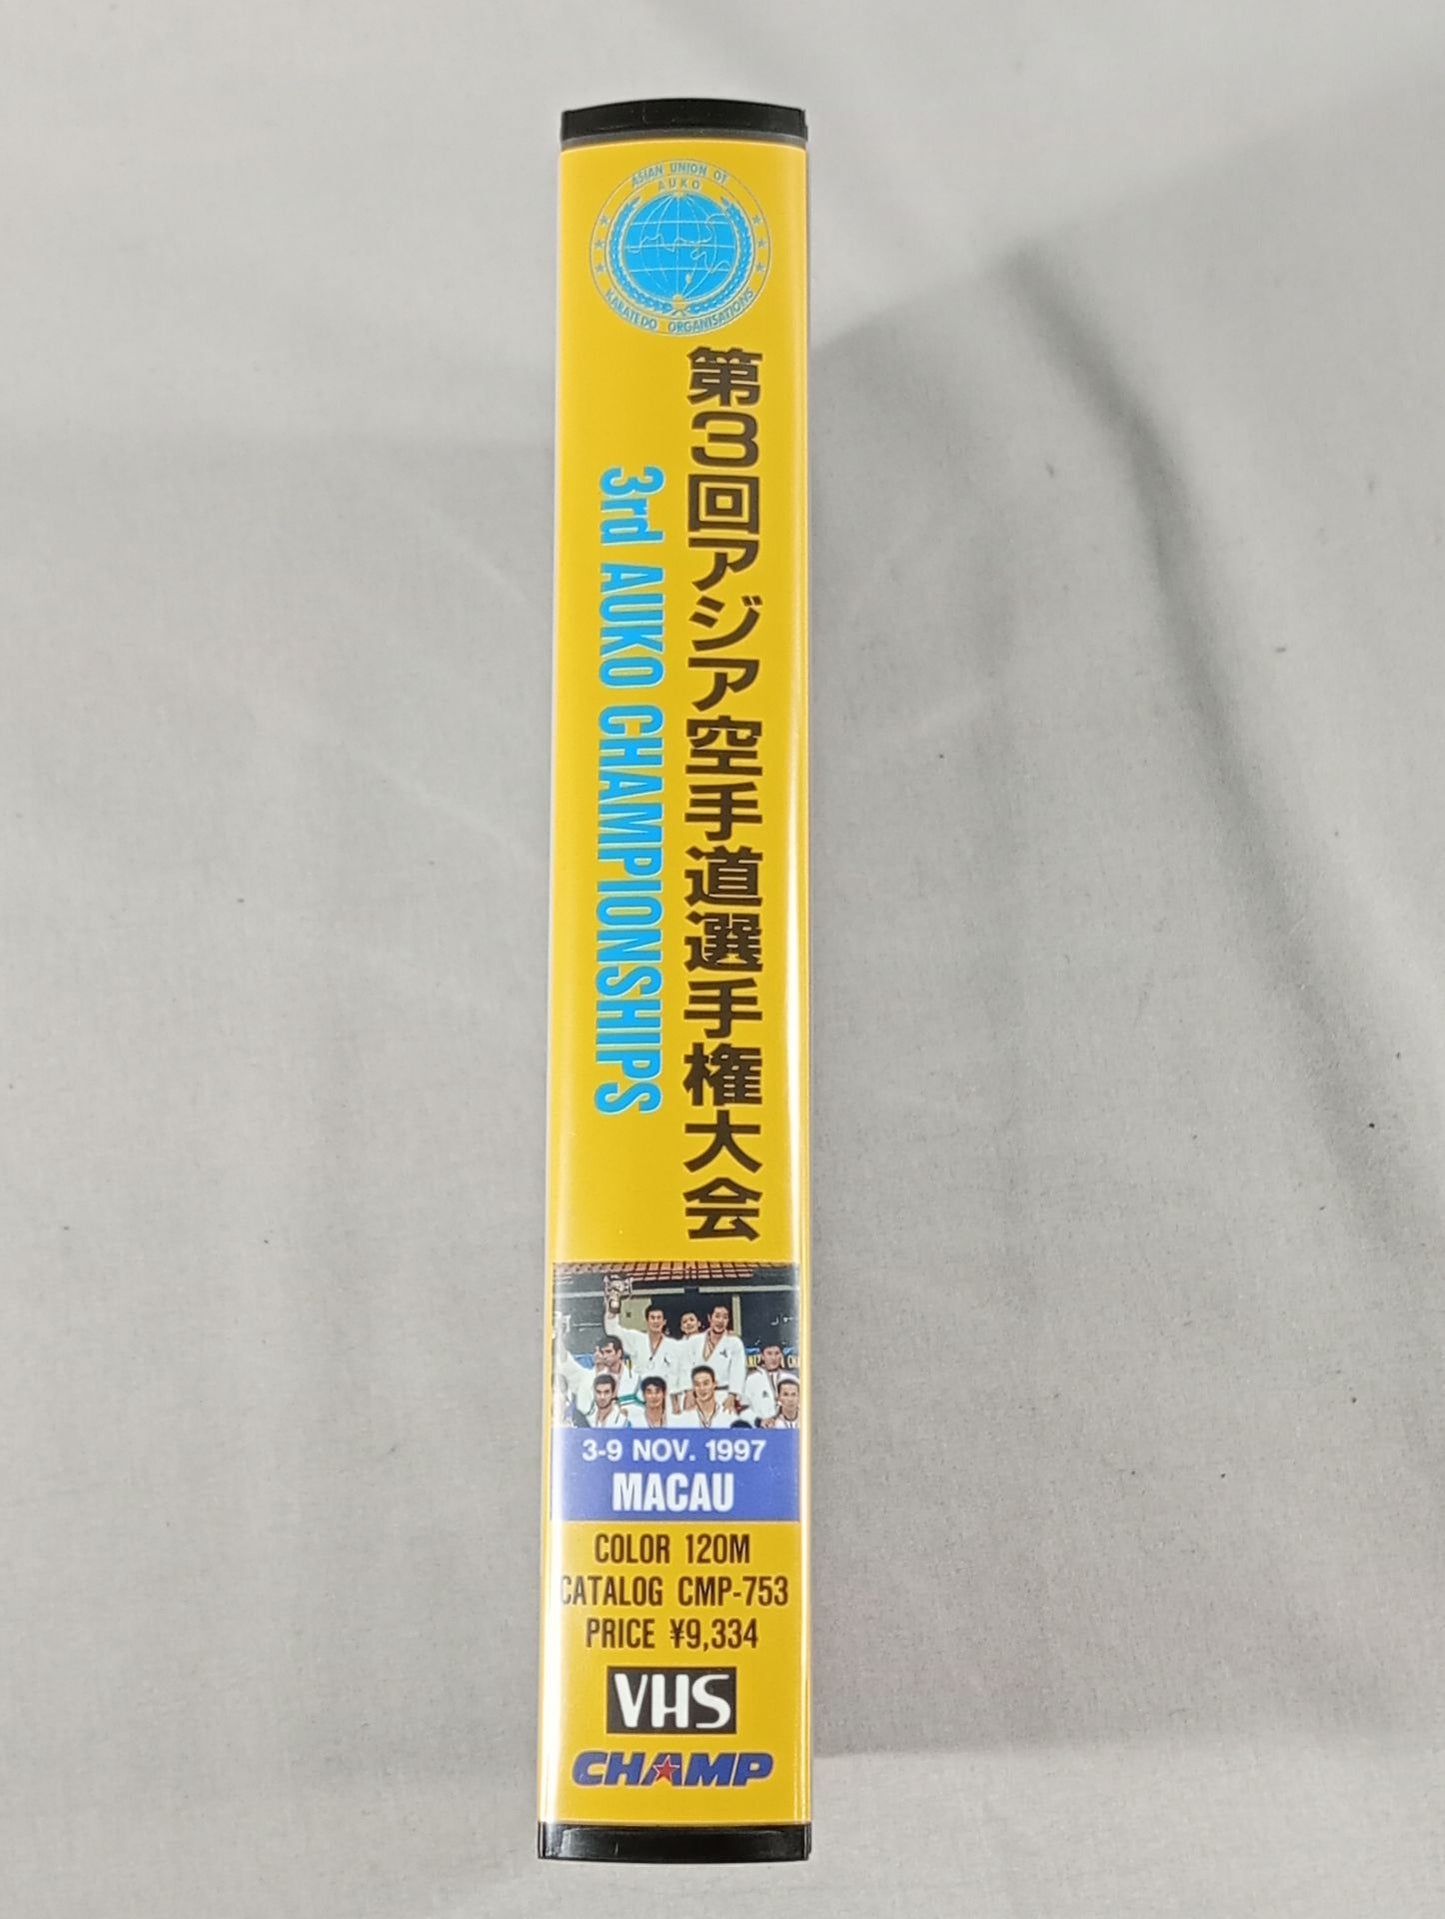 ASIAN UNION OF
AUKO
KARATEDO ORGANISATIONS
第3回アジア空手道選手権大会
3rd AUKO CHAMPIONSHIPS
3-9 NOV. 1997
MACAU
COLOR 120M
CATALOG CMP-753
PRICE ¥9,334
VHS
CHAMP